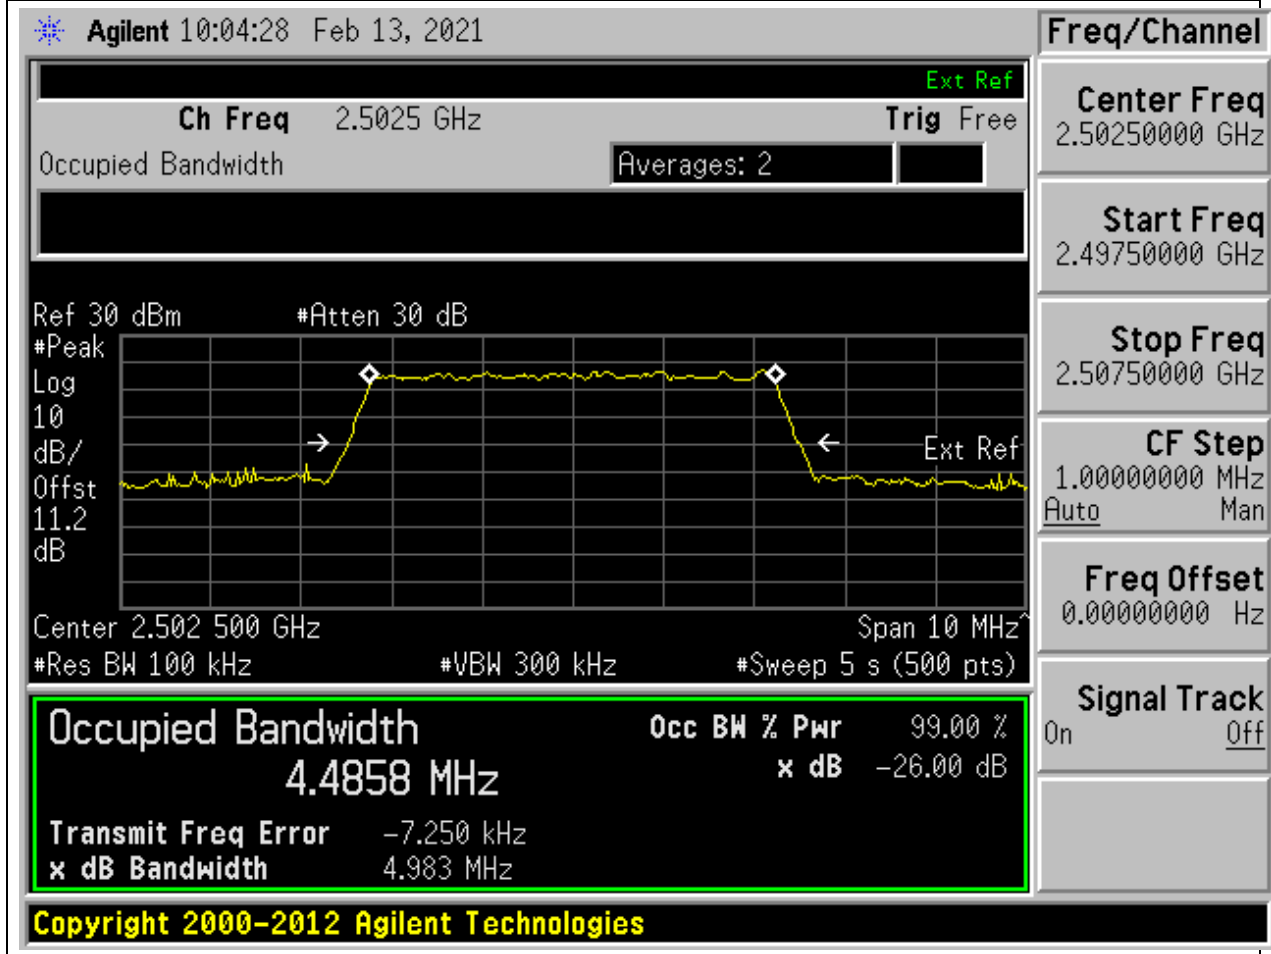 Agilent 10:04:28 Feb 13, 2021
Freq/Channel
Ext Ref
Ch Freq 2.5025 GHz Trig Free
Occupied Bandwidth Averages: 2
Center Freq
2.50250000 GHz
Start Freq
2.49750000 GHz
Stop Freq
2.50750000 GHz
CF Step
1.00000000 MHz
Auto Man
Freq Offset
0.00000000 Hz
Signal Track
On Off
Ref 30 dBm #Atten 30 dB
#Peak
Log
10
dB/
Offst
11.2
dB
Ext Ref
Center 2.502 500 GHz Span 10 MHz^
#Res BW 100 kHz #VBW 300 kHz #Sweep 5 s (500 pts)
Occupied Bandwidth
4.4858 MHz
Occ BW % Pwr 99.00 %
x dB -26.00 dB
Transmit Freq Error -7.250 kHz
x dB Bandwidth 4.983 MHz
Copyright 2000-2012 Agilent Technologies